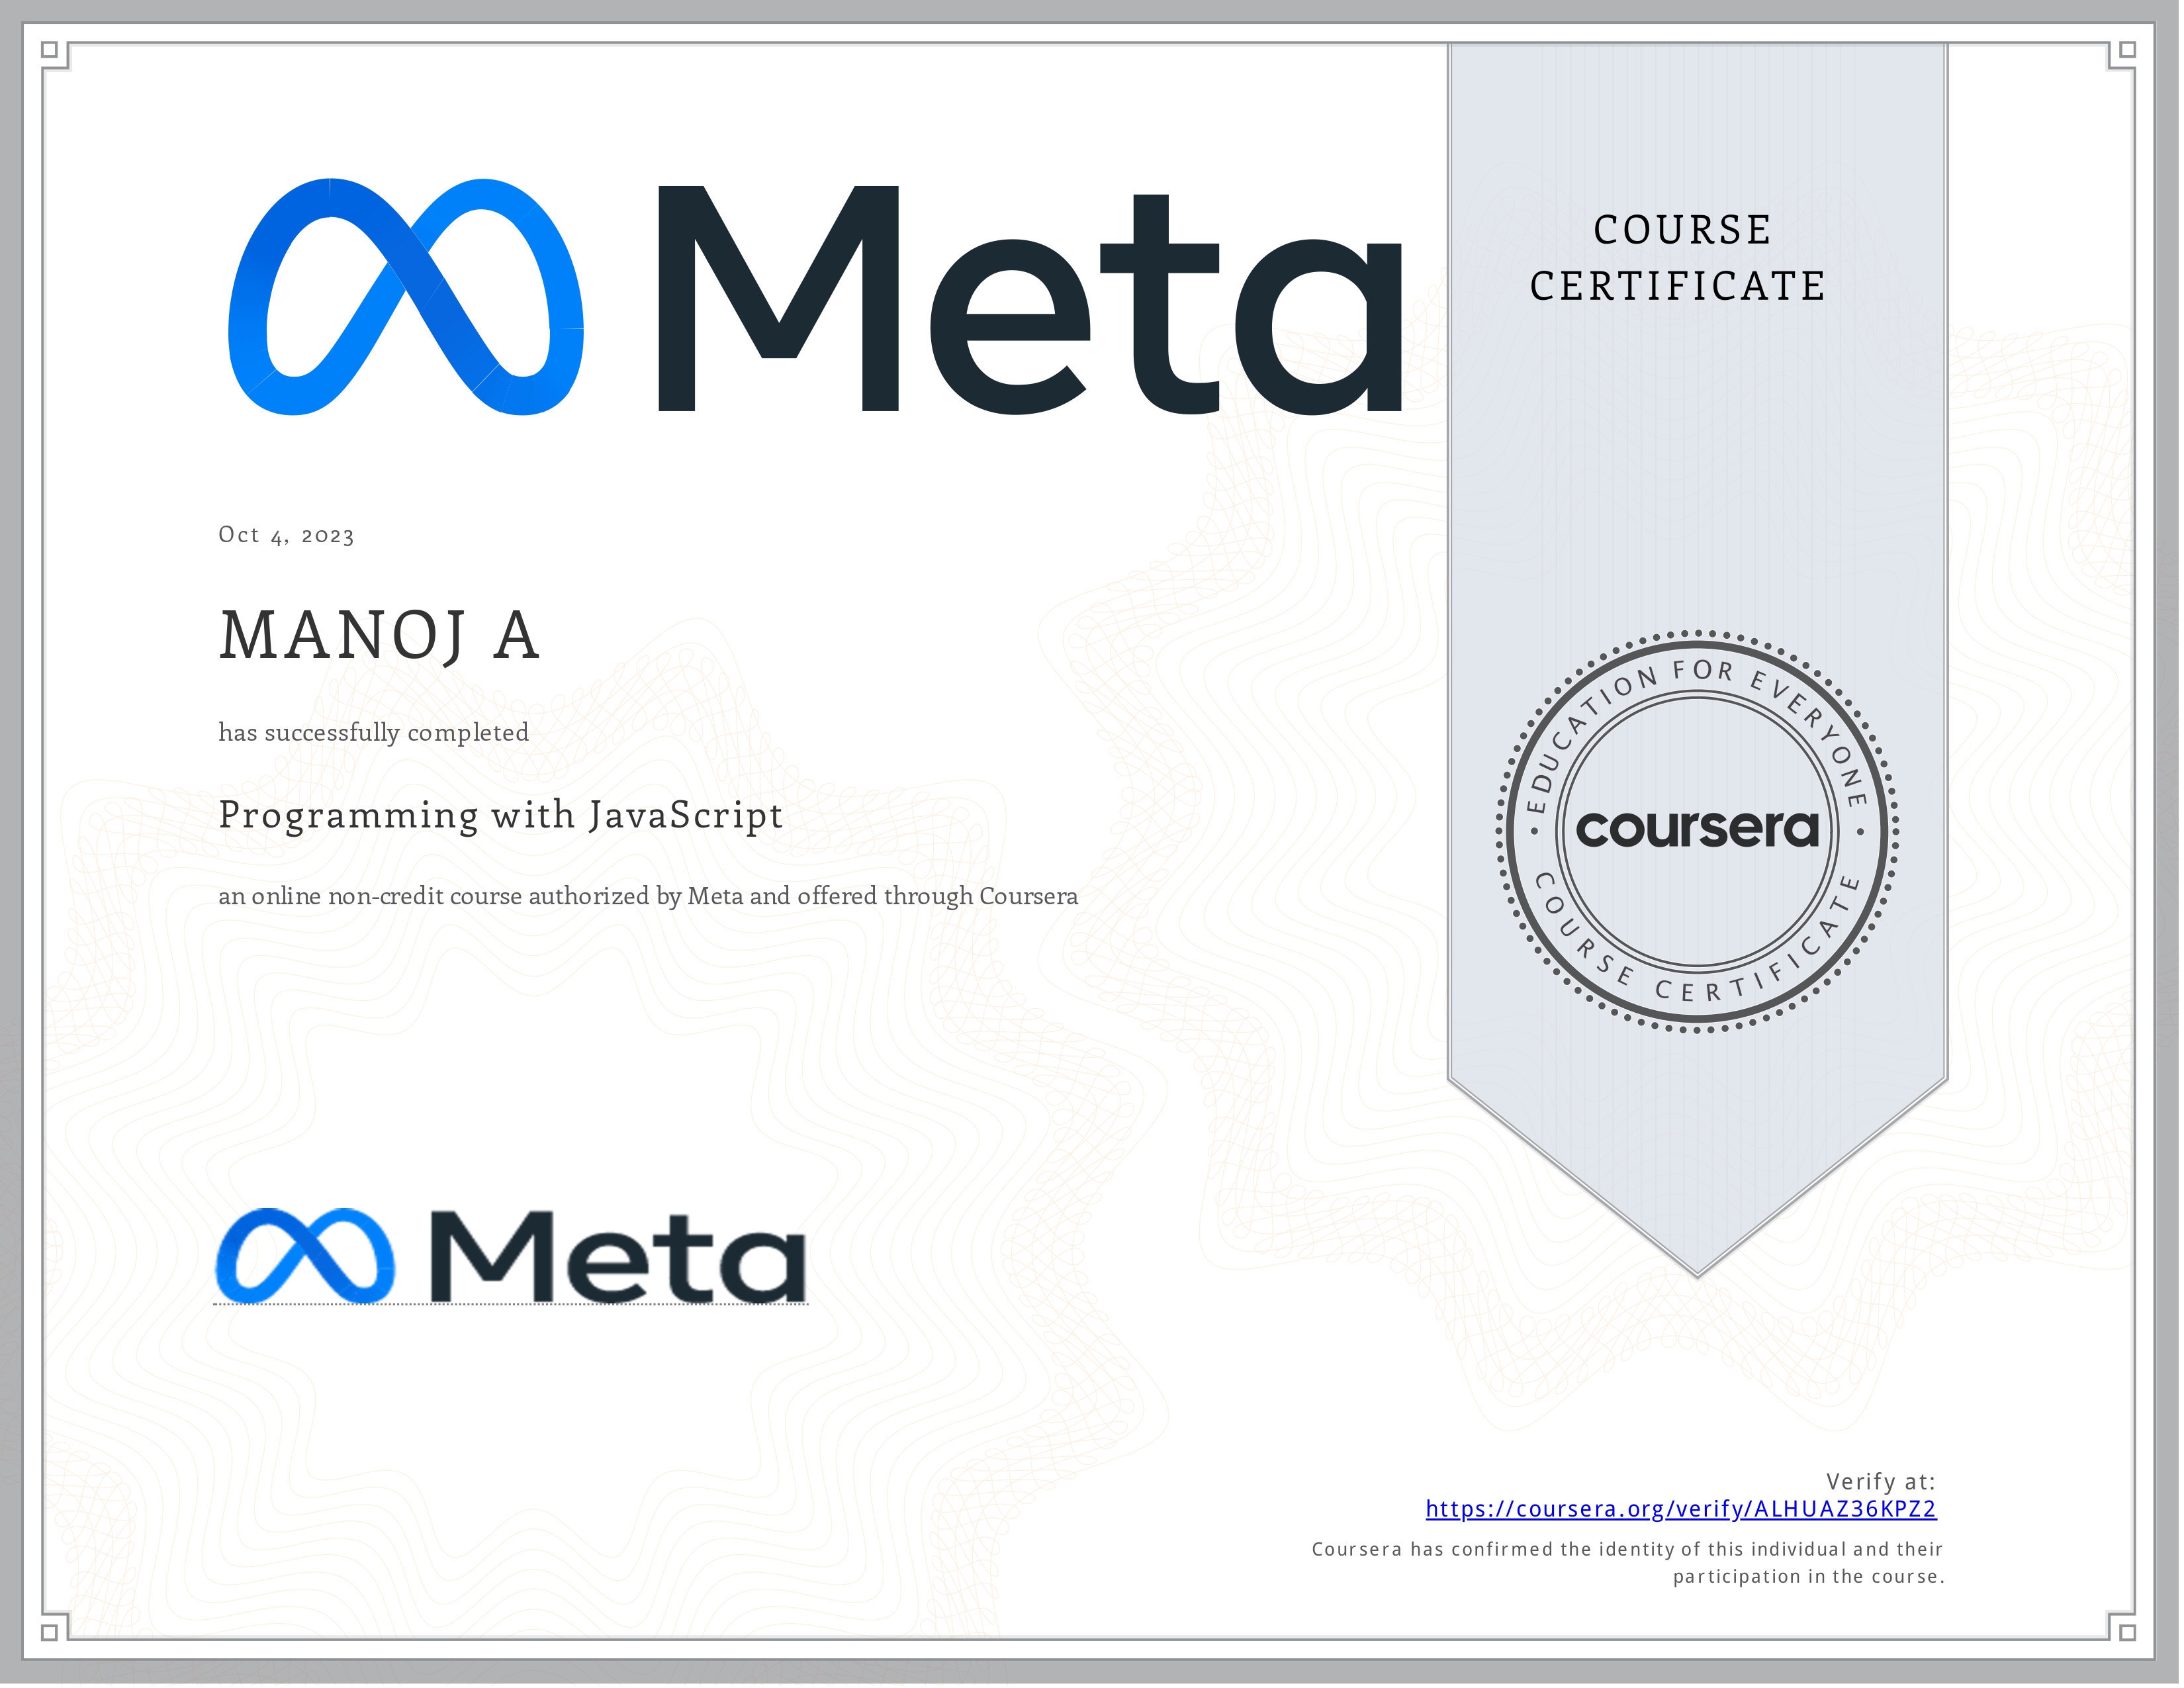 Meta
COURSE
CERTIFICATE
Oct 4, 2023
MANOJ A
has successfully completed
Programming with JavaScript
an online non-credit course authorized by Meta and offered through Coursera
EDUCATION FOR EVERYONE
coursera
COURSE CERTIFICATE
Meta
Verify at:
https://coursera.org/verify/ALHUAZ36KPZ2
Coursera has confirmed the identity of this individual and their
participation in the course.